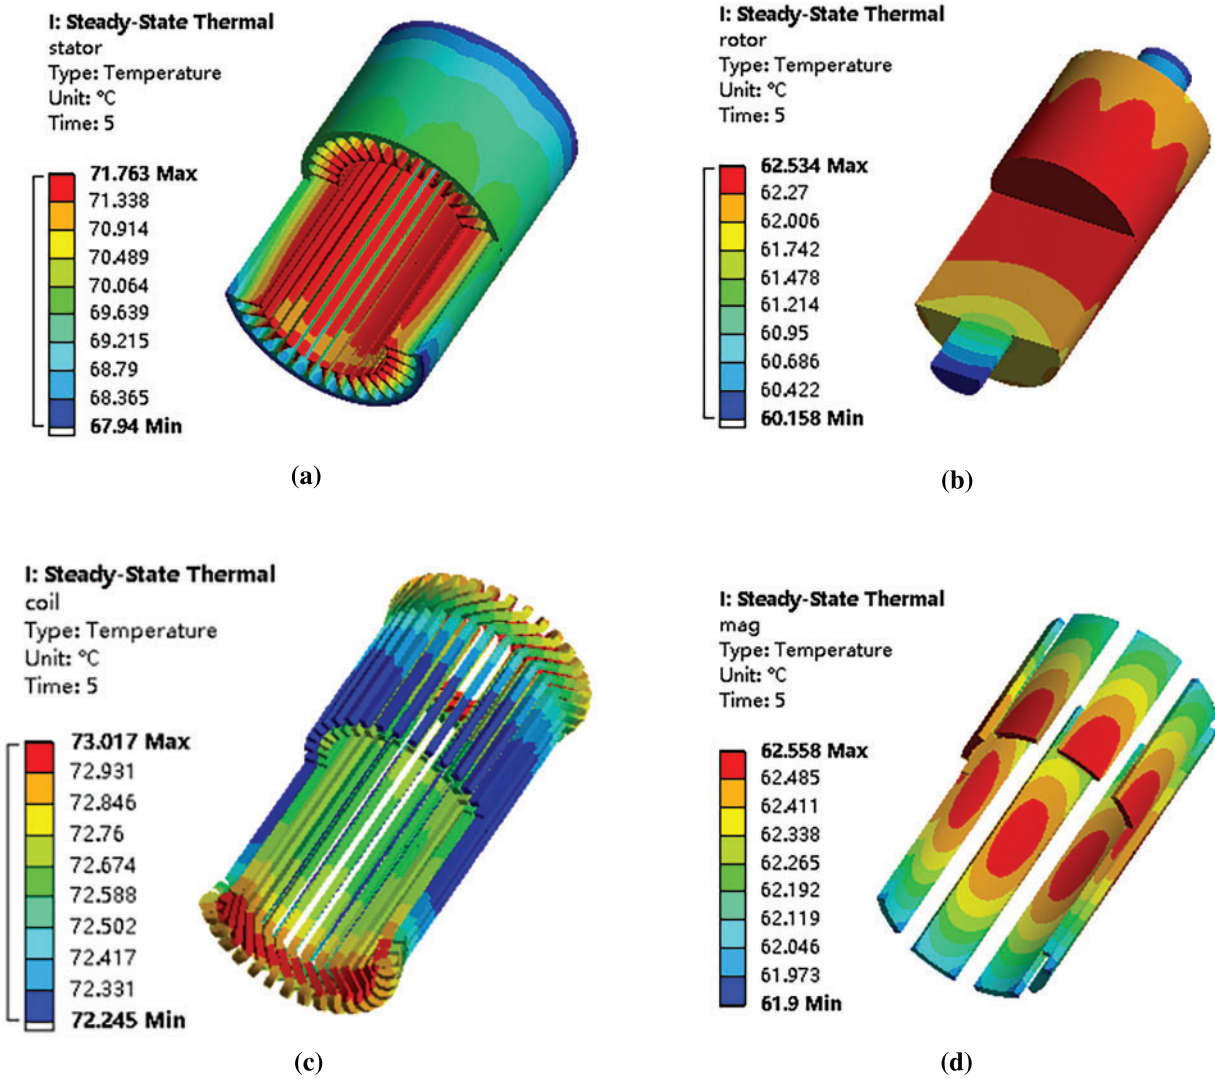 I: Steady-State Thermal
stator
Type: Temperature
Unit: °C
Time: 5
71.763 Max
71.338
70.914
70.489
70.064
69.639
69.215
68.79
68.365
67.94 Min
(a)
I: Steady-State Thermal
rotor
Type: Temperature
Unit: °C
Time: 5
62.534 Max
62.27
62.006
61.742
61.478
61.214
60.95
60.686
60.422
60.158 Min
(b)
I: Steady-State Thermal
coil
Type: Temperature
Unit: °C
Time: 5
73.017 Max
72.931
72.846
72.76
72.674
72.588
72.502
72.417
72.331
72.245 Min
(c)
I: Steady-State Thermal
mag
Type: Temperature
Unit: °C
Time: 5
62.558 Max
62.485
62.411
62.338
62.265
62.192
62.119
62.046
61.973
61.9 Min
(d)